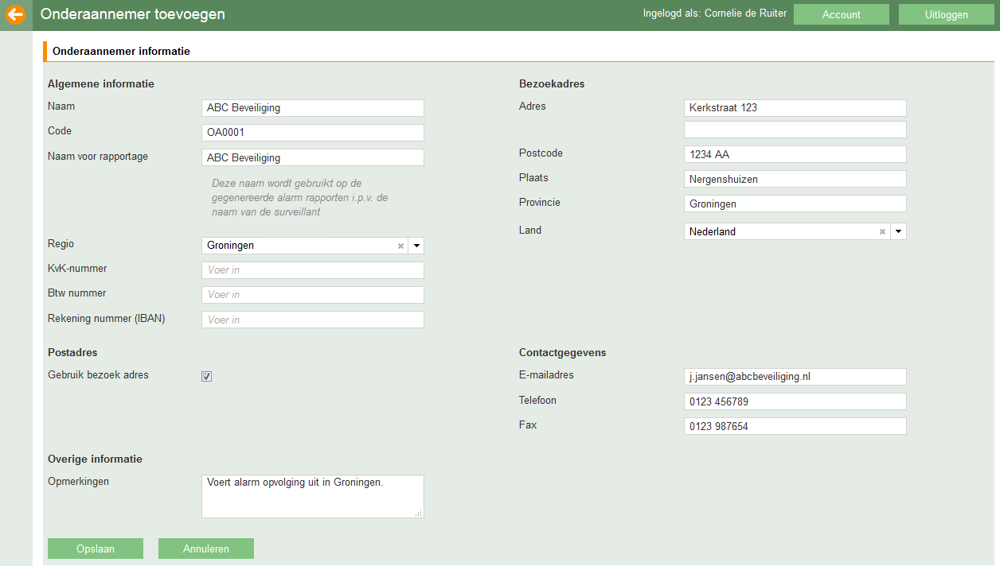 Onderaannemer toevoegen
Ingelogd als: Cornelie de Ruiter
Account
Uitloggen
Onderaannemer informatie
Algemene informatie
Naam
ABC Beveiliging
Code
OA0001
Naam voor rapportage
ABC Beveiliging
Deze naam wordt gebruikt op de
gegenereerde alarm rapporten i.p.v. de
naam van de surveillant
Regio
Groningen
KvK-nummer
Voer in
Btw nummer
Voer in
Rekening nummer (IBAN)
Voer in
Bezoekadres
Adres
Kerkstraat 123
Postcode
1234 AA
Plaats
Nergenshuizen
Provincie
Groningen
Land
Nederland
Postadres
Gebruik bezoek adres
Contactgegevens
E-mailadres
j.jansen@abcbeveiliging.nl
Telefoon
0123 456789
Fax
0123 987654
Overige informatie
Opmerkingen
Voert alarm opvolging uit in Groningen.
Opslaan
Annuleren